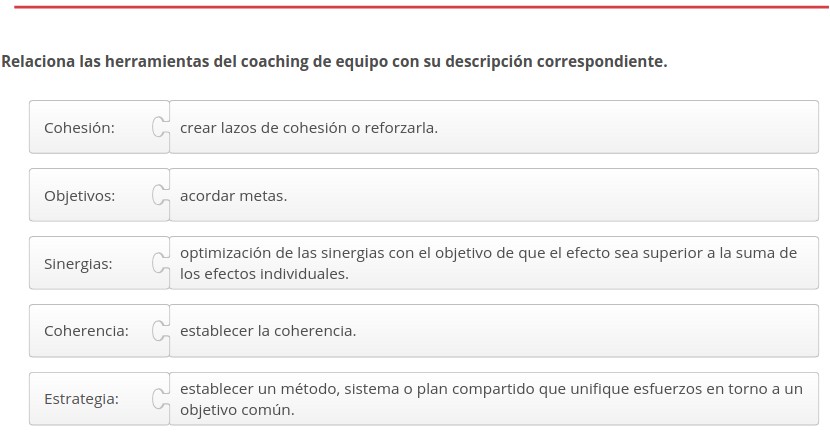 Relaciona las herramientas del coaching de equipo con su descripción correspondiente.
Cohesión: crear lazos de cohesión o reforzarla.
Objetivos: acordar metas.
Sinergias: optimización de las sinergias con el objetivo de que el efecto sea superior a la suma de
los efectos individuales.
Coherencia: establecer la coherencia.
Estrategia: establecer un método, sistema o plan compartido que unifique esfuerzos en torno a un
objetivo común.